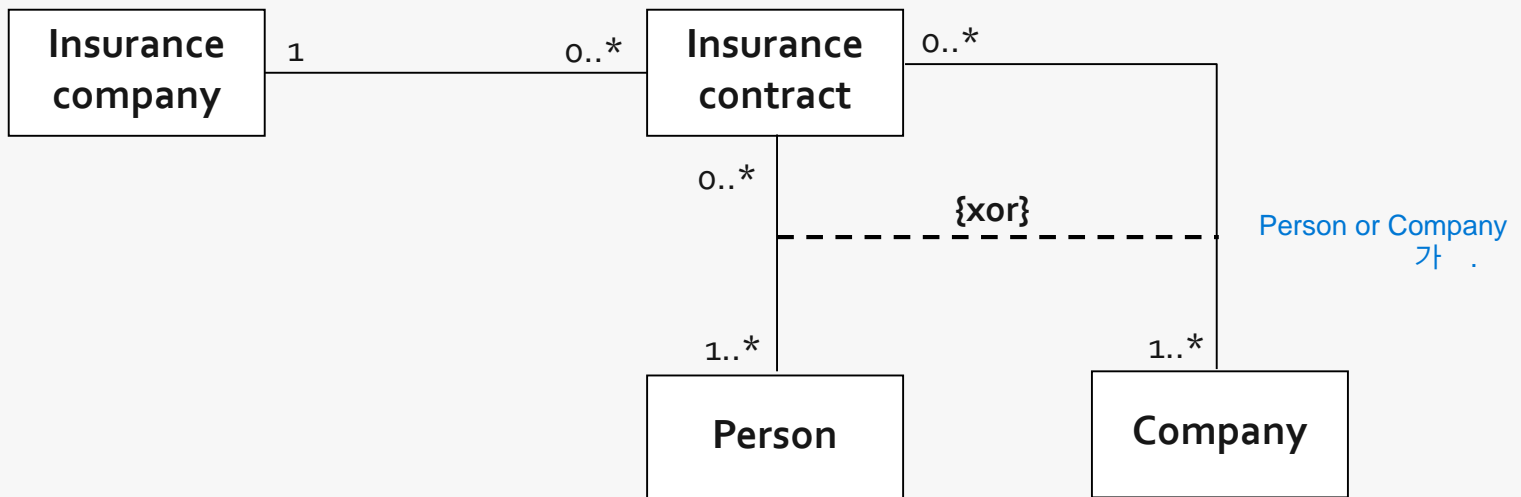 Insurance
company
1
0..*
Insurance
contract
0..*
0..*
{xor}
Person or Company
가 .
1..*
1..*
Person
Company